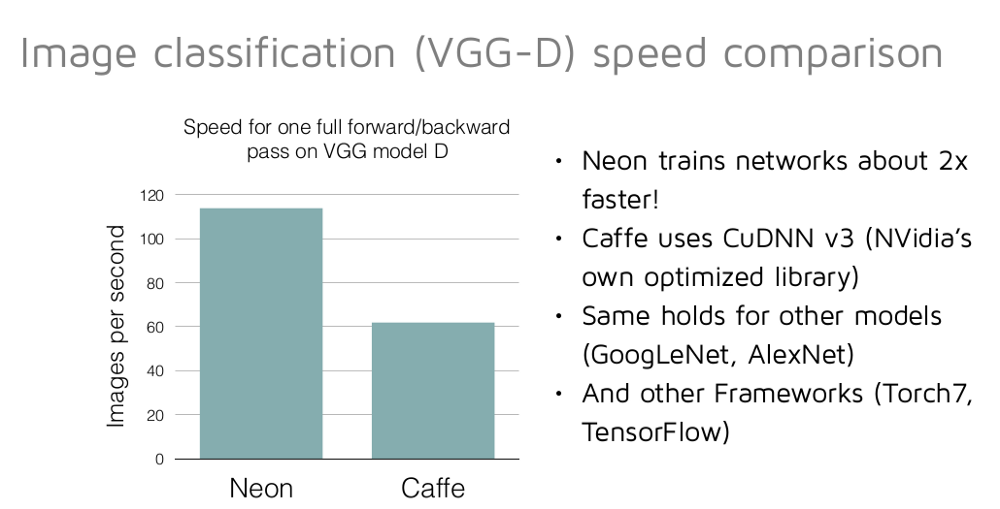 Image classification (VGG-D) speed comparison
Speed for one full forward/backward
pass on VGG model D
Images per second
120
100
80
60
40
20
0
Neon
Caffe
• Neon trains networks about 2x
faster!
• Caffe uses CuDNN v3 (NVidia's
own optimized library)
• Same holds for other models
(GoogLeNet, AlexNet)
• And other Frameworks (Torch7,
TensorFlow)